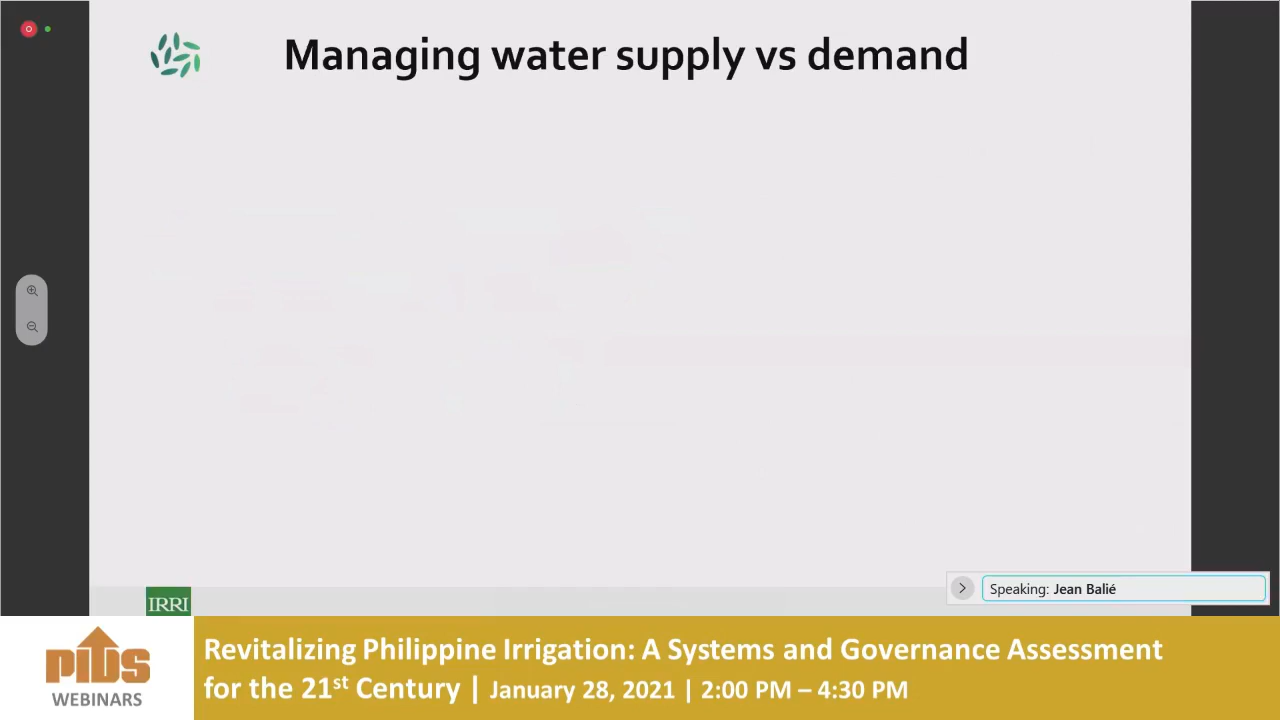 Managing water supply vs demand
IRRI
Speaking: Jean Balié
PIDS
WEBINARS
Revitalizing Philippine Irrigation: A Systems and Governance Assessment
for the 21st Century | January 28, 2021 | 2:00 PM – 4:30 PM